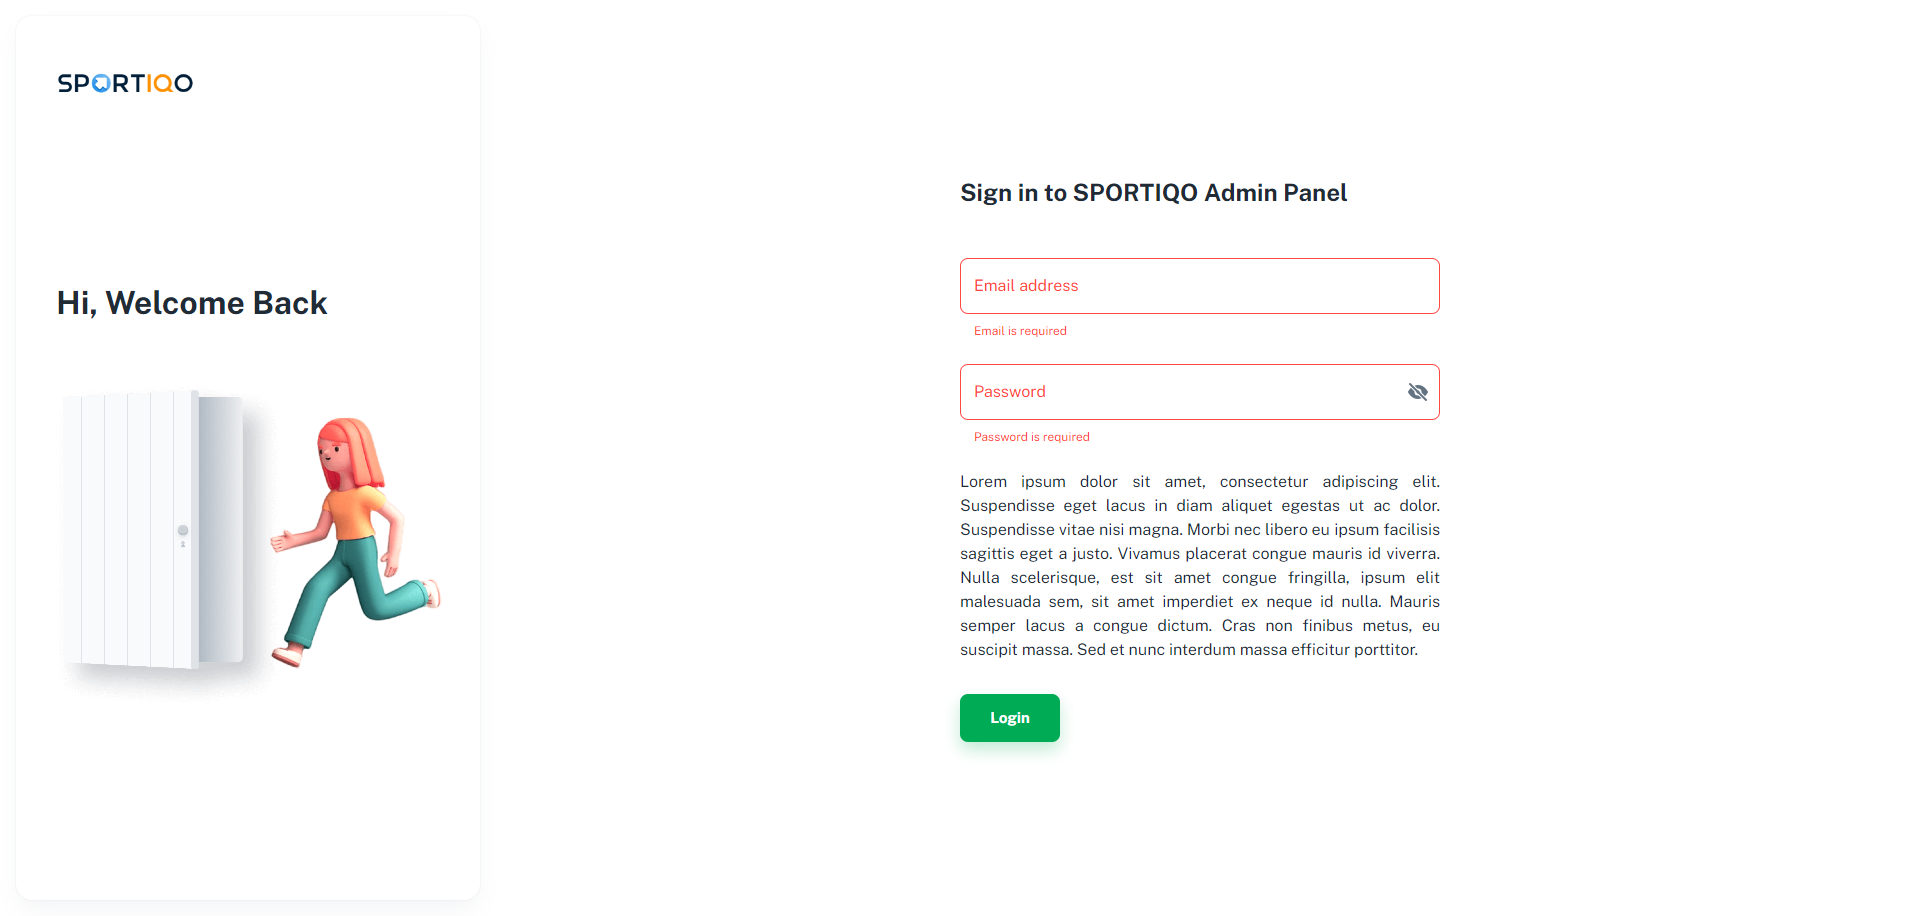 SPORTIQO
Hi, Welcome Back
Sign in to SPORTIQO Admin Panel
Email address
Email is required
Password
Password is required
Lorem ipsum dolor sit amet, consectetur adipiscing elit.
Suspendisse eget lacus in diam aliquet egestas ut ac dolor.
Suspendisse vitae nisi magna. Morbi nec libero eu ipsum facilisis
sagittis eget a justo. Vivamus placerat congue mauris id viverra.
Nulla scelerisque, est sit amet congue fringilla, ipsum elit
malesuada sem, sit amet imperdiet ex neque id nulla. Mauris
semper lacus a congue dictum. Cras non finibus metus, eu
suscipit massa. Sed et nunc interdum massa efficitur porttitor.
Login